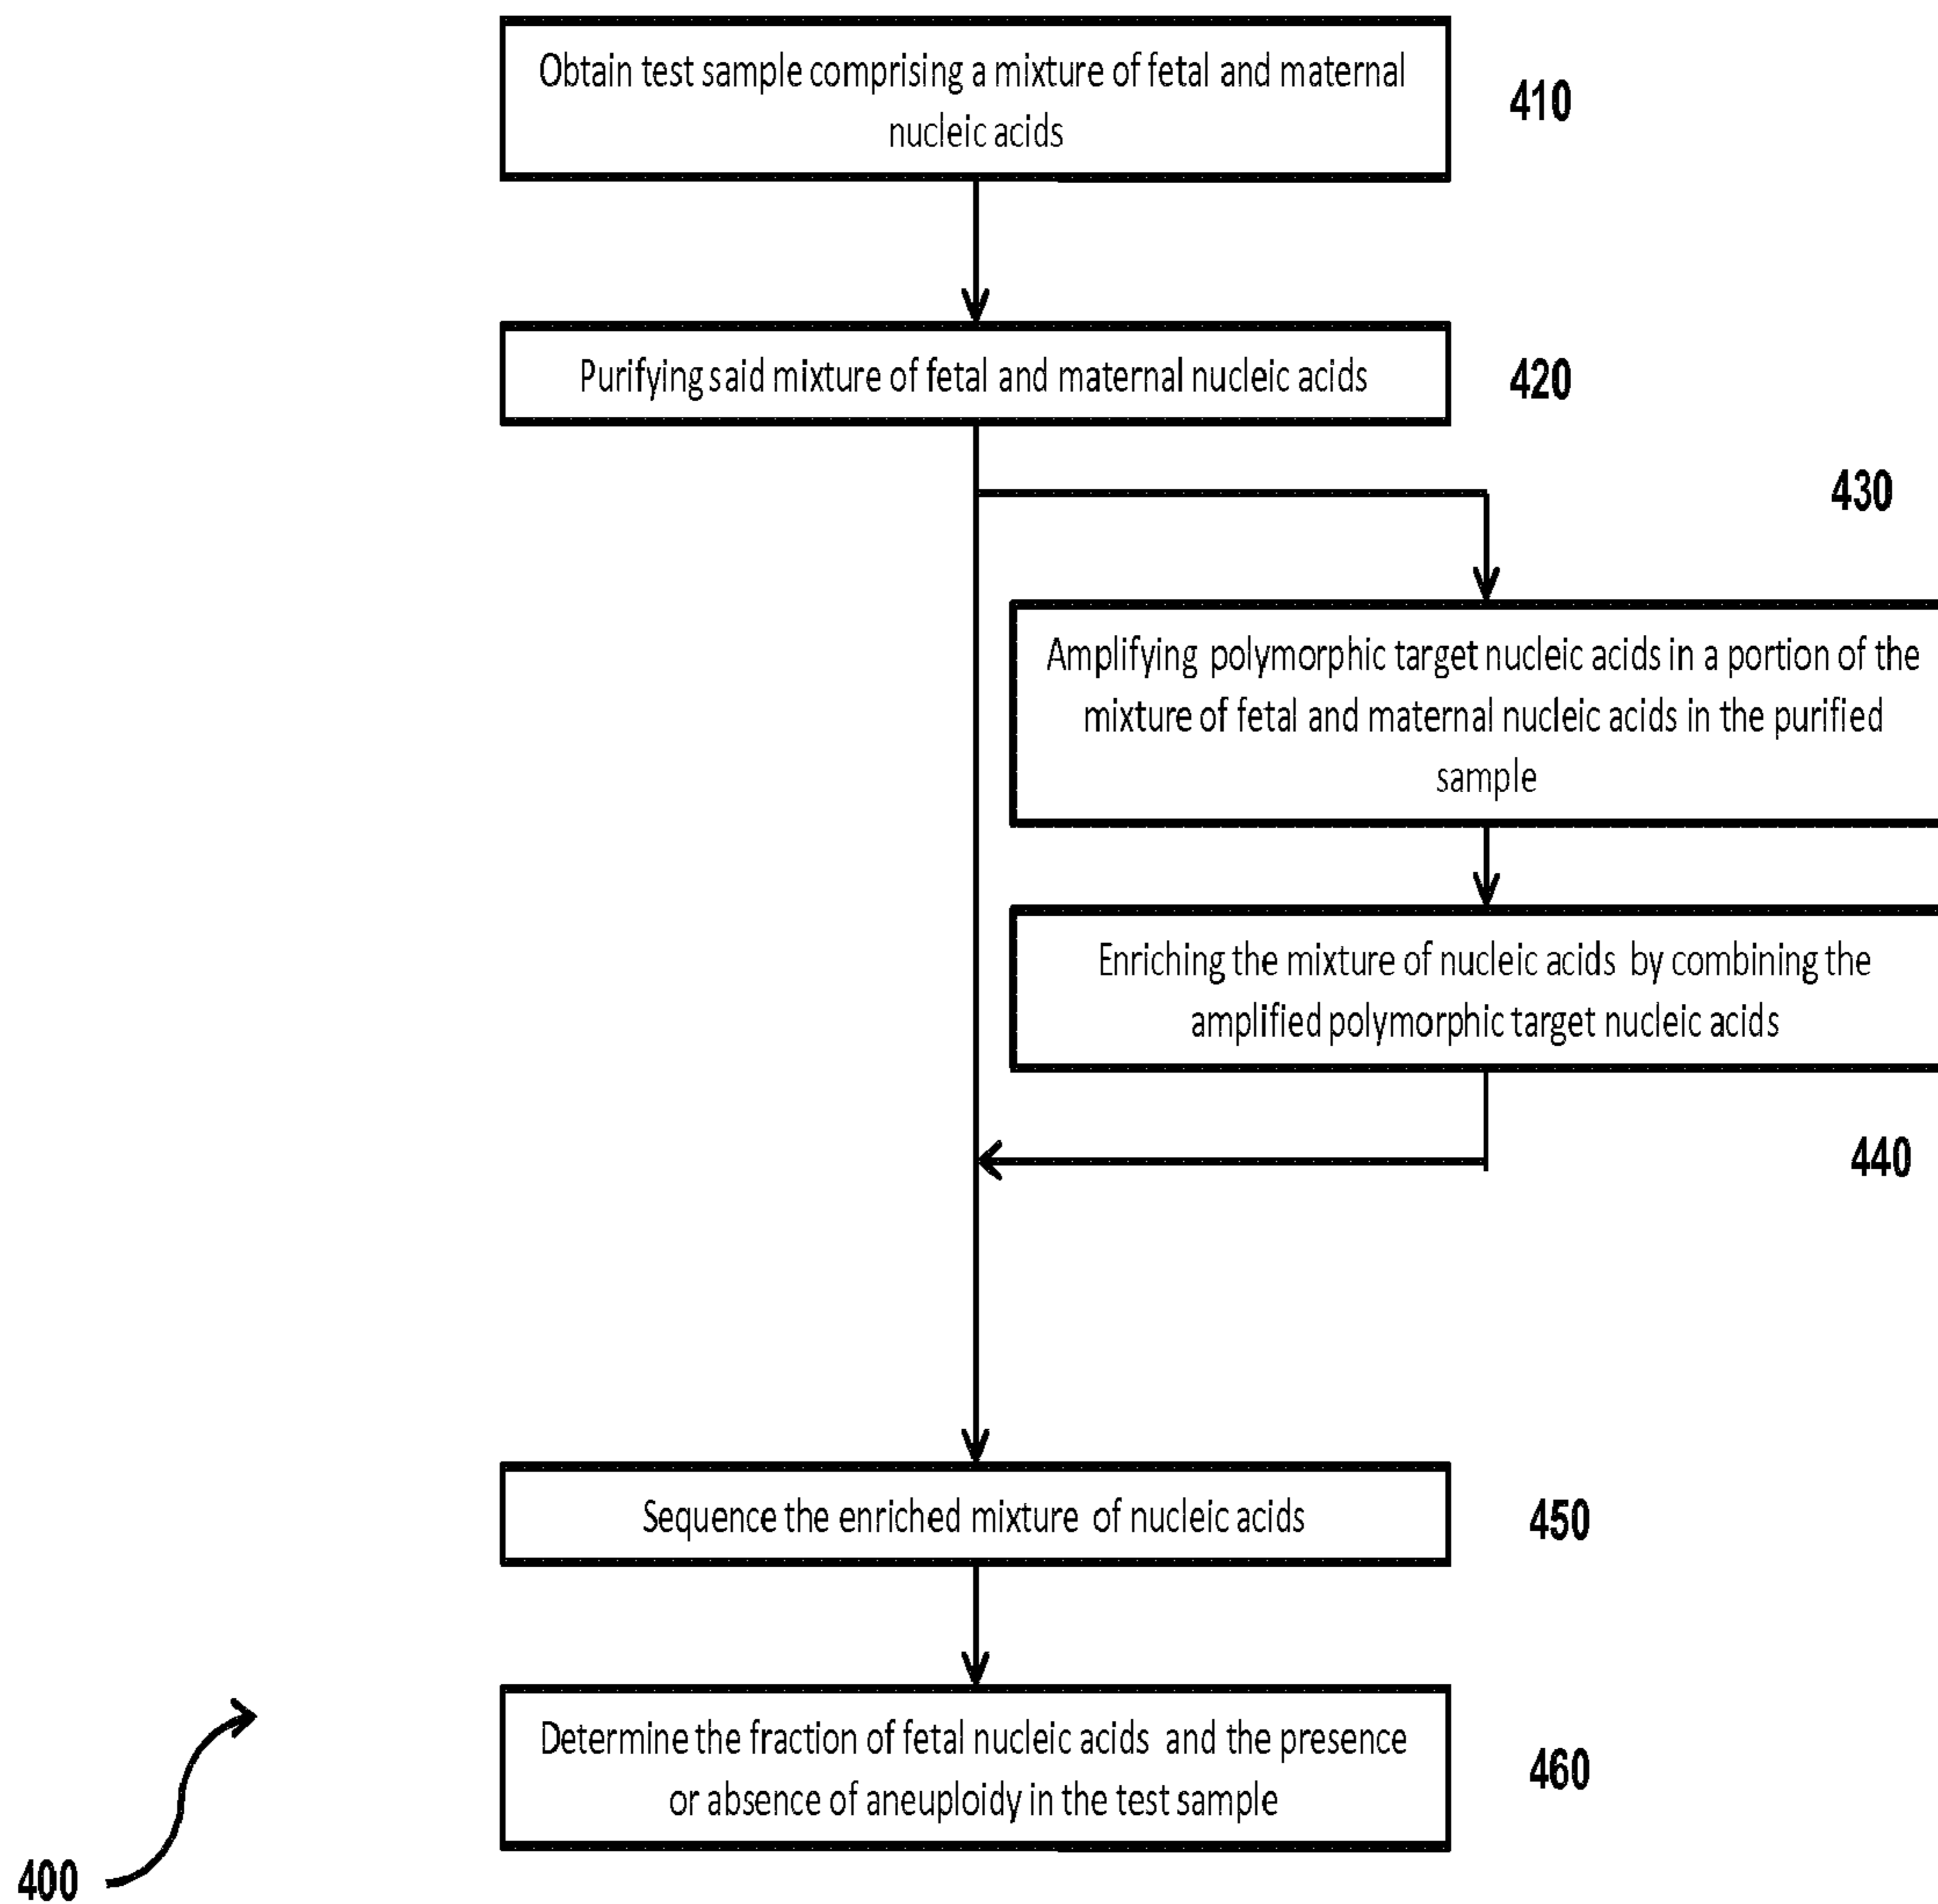 Obtain test sample comprising a mixture of fetal and maternal
nucleic acids
410
Purifying said mixture of fetal and maternal nucleic acids
420
430
Amplifying polymorphic target nucleic acids in a portion of the
mixture of fetal and maternal nucleic acids in the purified
sample
Enriching the mixture of nucleic acids by combining the
amplified polymorphic target nucleic acids
440
Sequence the enriched mixture of nucleic acids
450
Determine the fraction of fetal nucleic acids and the presence
or absence of aneuploidy in the test sample
460
400